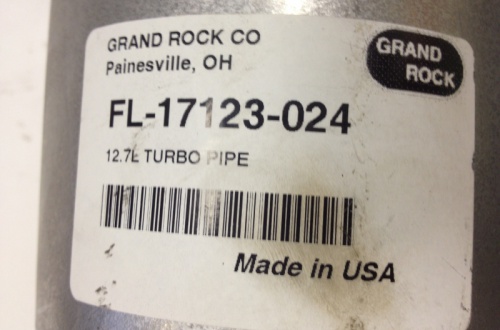 GRAND ROCK CO
Painesville, OH
GRAND
ROCK
FL-17123-024
12.7L TURBO PIPE
Made in USA